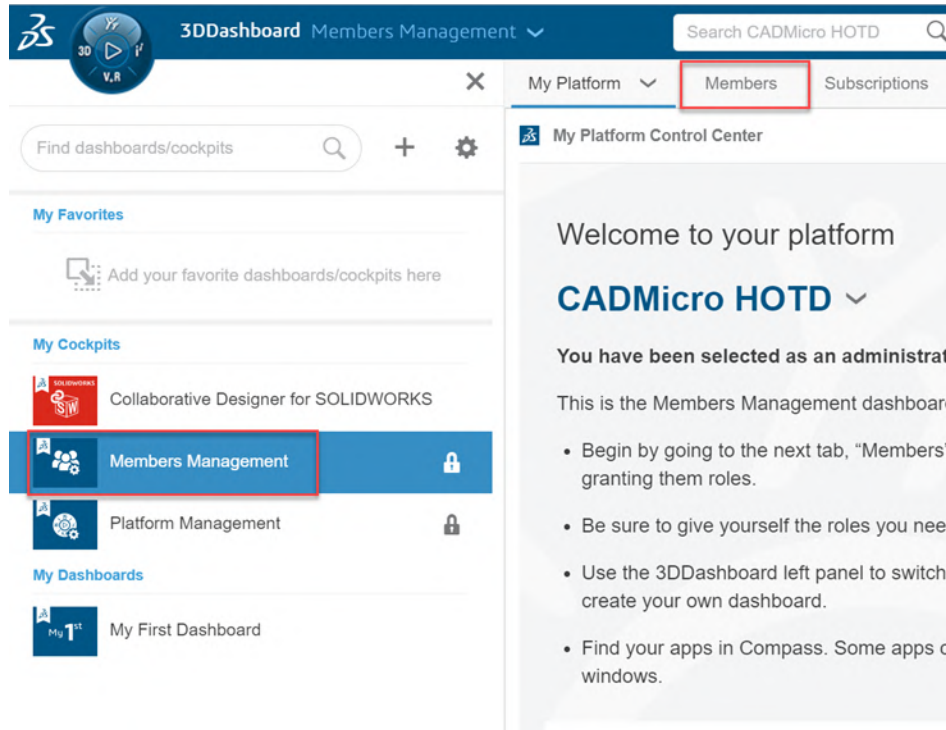 3DDashboard Members Management
Search CADMicro HOTD
3D
V,R
My Platform
Members
Subscriptions
Find dashboards/cockpits
My Platform Control Center
My Favorites
Add your favorite dashboards/cockpits here
Welcome to your platform
CADMicro HOTD
You have been selected as an administrat
This is the Members Management dashboar
• Begin by going to the next tab, “Members”
granting them roles.
• Be sure to give yourself the roles you nee
• Use the 3DDashboard left panel to switch
create your own dashboard.
• Find your apps in Compass. Some apps o
windows.
My Cockpits
SOLIDWORKS
SW
Collaborative Designer for SOLIDWORKS
Members Management
Platform Management
My Dashboards
My 1st
My First Dashboard